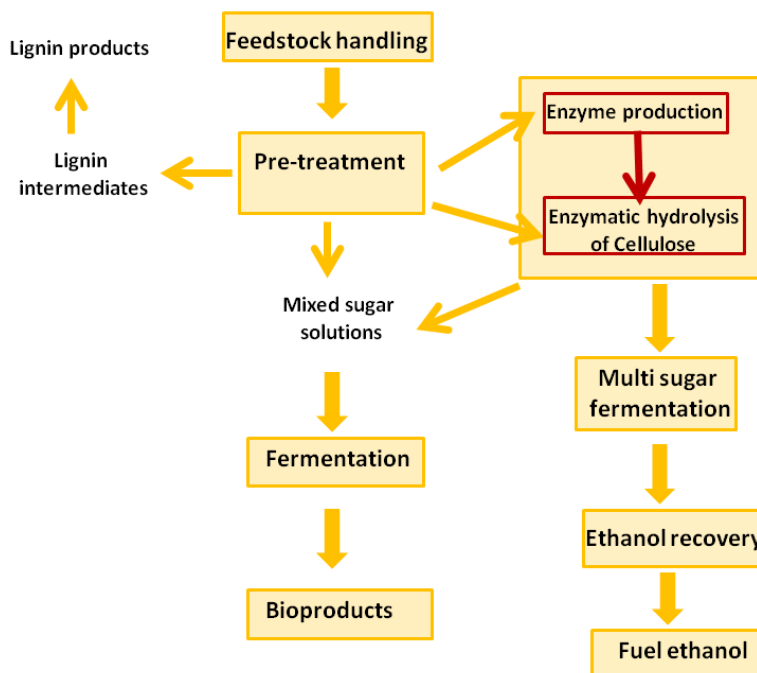 Feedstock handling
Lignin products
Enzyme production
Pre-treatment
Lignin
intermediates
Enzymatic hydrolysis
of Cellulose
Mixed sugar
solutions
Multi sugar
fermentation
Fermentation
Ethanol recovery
Bioproducts
Fuel ethanol